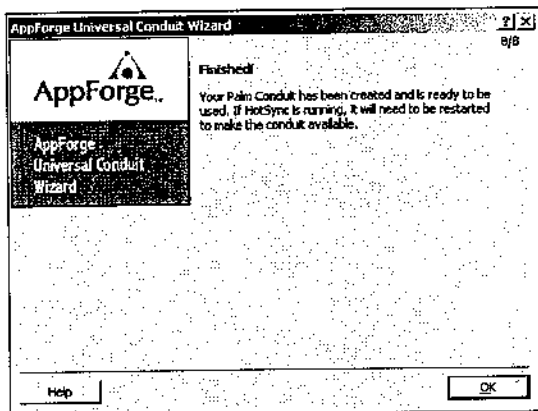 AppForge Universal Conduit Wizard
8/8
AppForge
Finished!
Your Palm Conduit has been created and is ready to be
used. If HotSync is running, it will need to be restarted
to make the conduit available.
AppForge
Universal Conduit
Wizard
Help
OK